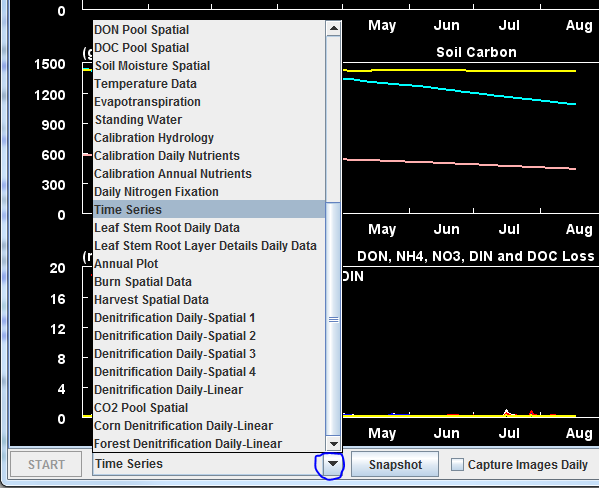 0
May Jun Jul Aug
(g Soil Carbon
1500
1200
900
600
300
0
May Jun Jul Aug
DON, NH4, NO3, DIN and DOC Loss
DIN
20
16
12
8
4
0
May Jun Jul Aug
DON Pool Spatial
DOC Pool Spatial
Soil Moisture Spatial
Temperature Data
Evapotranspiration
Standing Water
Calibration Hydrology
Calibration Daily Nutrients
Calibration Annual Nutrients
Daily Nitrogen Fixation
Time Series
Leaf Stem Root Daily Data
Leaf Stem Root Layer Details Daily Data
Annual Plot
Burn Spatial Data
Harvest Spatial Data
Denitrification Daily-Spatial 1
Denitrification Daily-Spatial 2
Denitrification Daily-Spatial 3
Denitrification Daily-Spatial 4
Denitrification Daily-Linear
CO2 Pool Spatial
Corn Denitrification Daily-Linear
Forest Denitrification Daily-Linear
START Time Series Snapshot Capture Images Daily